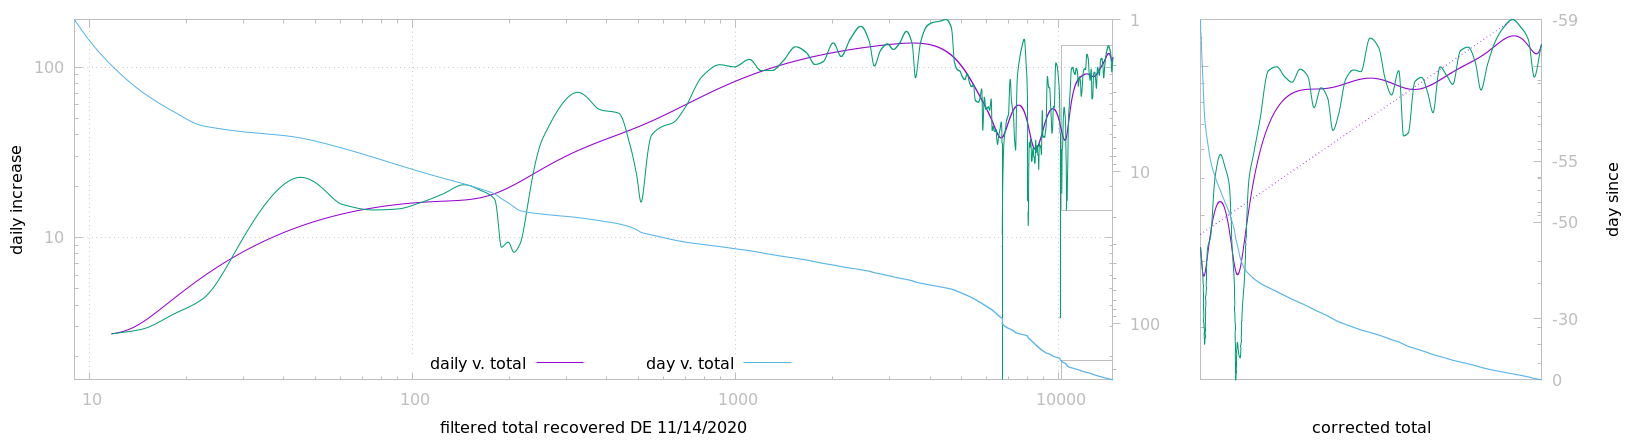 daily increase
100
10
daily v. total
day v. total
10
100
1000
10000
filtered total recovered DE 11/14/2020
1
10
100
-59
-55
-50
-30
0
day since
corrected total